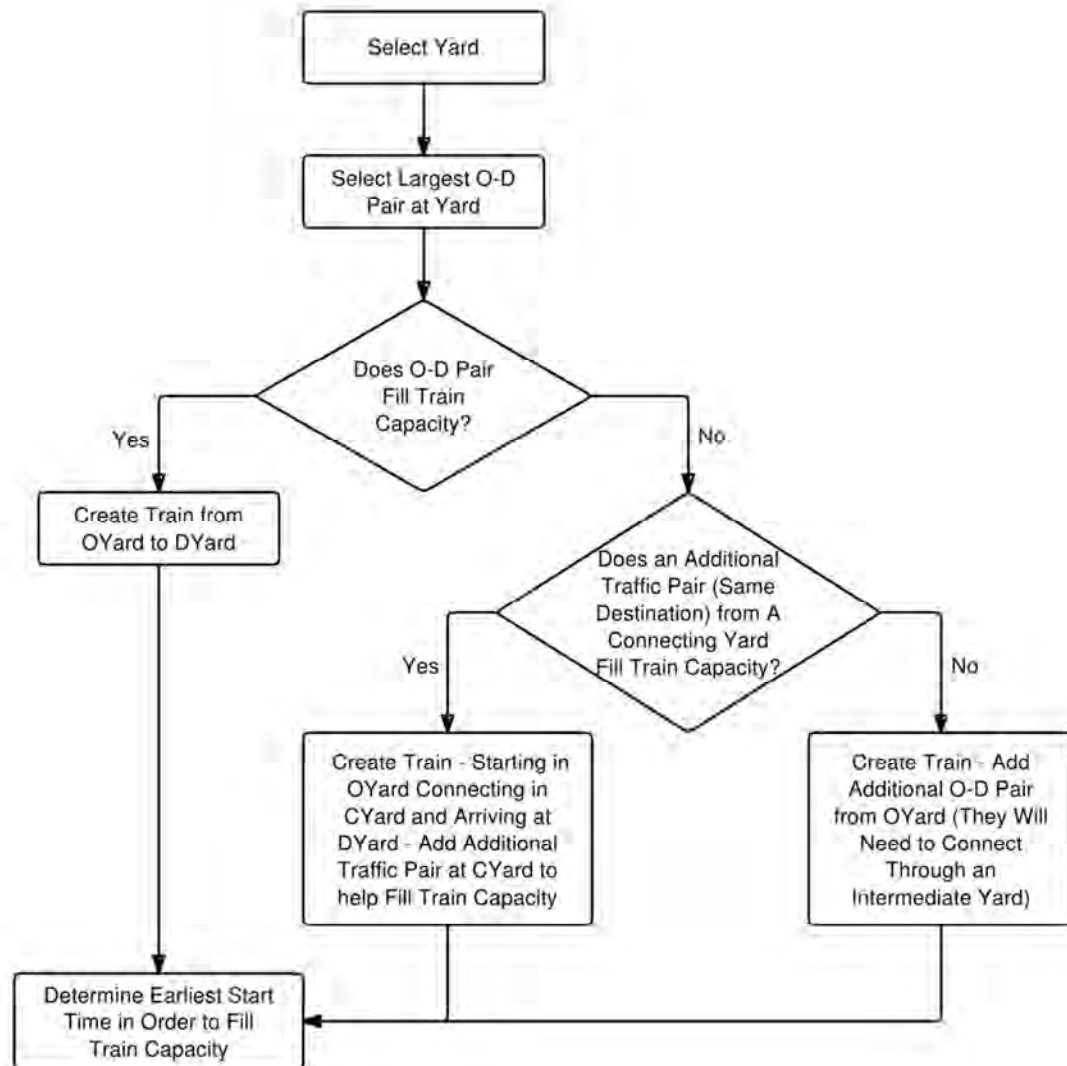 Select Yard
Select Largest O-D
Pair at Yard
Does O-D Pair
Fill Train
Capacity?
Yes
No
Create Train from
OYard to DYard
Does an Additional
Traffic Pair (Same
Destination) from A
Connecting Yard
Fill Train Capacity?
Yes
No
Create Train - Starting in
OYard Connecting in
CYard and Arriving at
DYard - Add Additional
Traffic Pair at CYard to
help Fill Train Capacity
Create Train - Add
Additional O-D Pair
from OYard (They Will
Need to Connect
Through an
Intermediate Yard)
Determine Earliest Start
Time in Order to Fill
Train Capacity